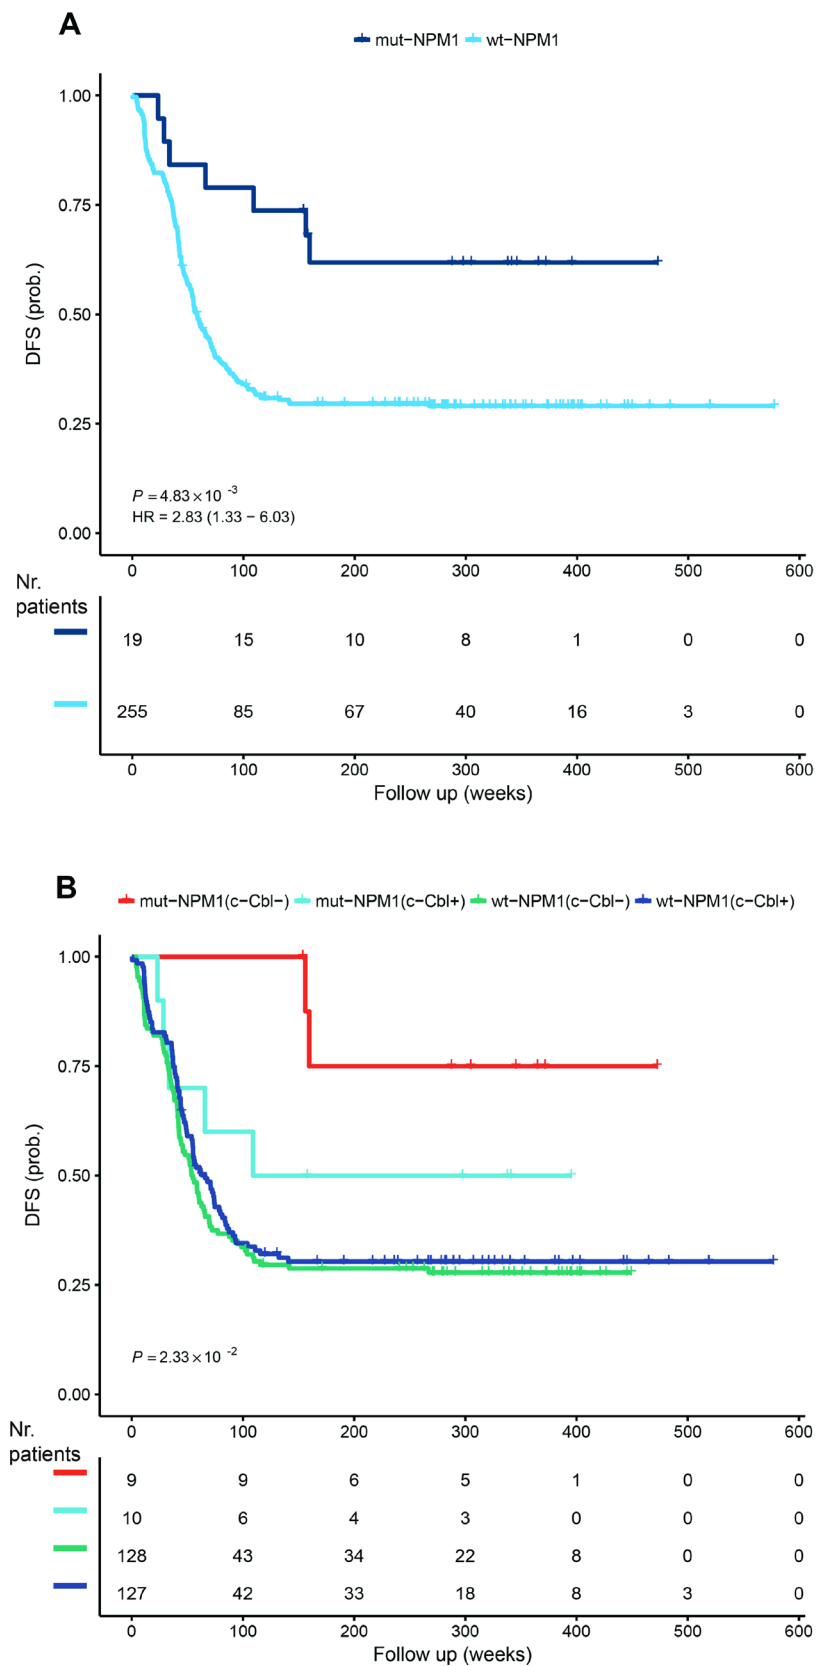 A
mut−NPM1 wt−NPM1
1.00
0.75
0.50
0.25
0.00
DFS (prob.)
P = 4.83 × 10 -3
HR = 2.83 (1.33 − 6.03)
0 100 200 300 400 500 600
Nr.
patients
19 15 10 8 1 0 0
255 85 67 40 16 3 0
0 100 200 300 400 500 600
Follow up (weeks)
B
mut−NPM1(c−Cbl−) mut−NPM1(c−Cbl+) wt−NPM1(c−Cbl−) wt−NPM1(c−Cbl+)
1.00
0.75
0.50
0.25
0.00
DFS (prob.)
P = 2.33 × 10 -2
0 100 200 300 400 500 600
Nr.
patients
9 9 6 5 1 0 0
10 6 4 3 0 0 0
128 43 34 22 8 0 0
127 42 33 18 8 3 0
0 100 200 300 400 500 600
Follow up (weeks)